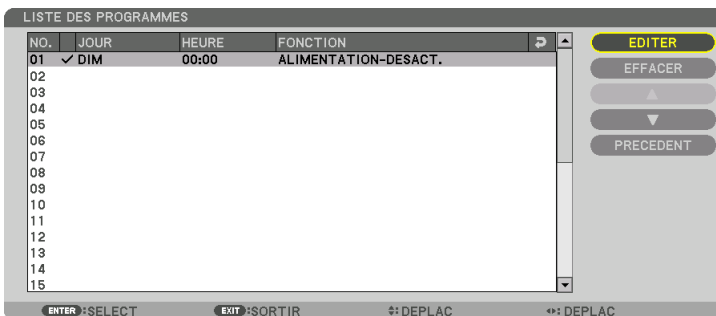 LISTE DES PROGRAMMES
NO. JOUR HEURE FONCTION
EDITER
01 ✓ DIM 00:00 ALIMENTATION-DESACT.
EFFACER
02
03
04
05
06
PRECEDENT
07
08
09
10
11
12
13
14
15
ENTER :SELECT EXIT :SORTIR :DEPLAC :DEPLAC